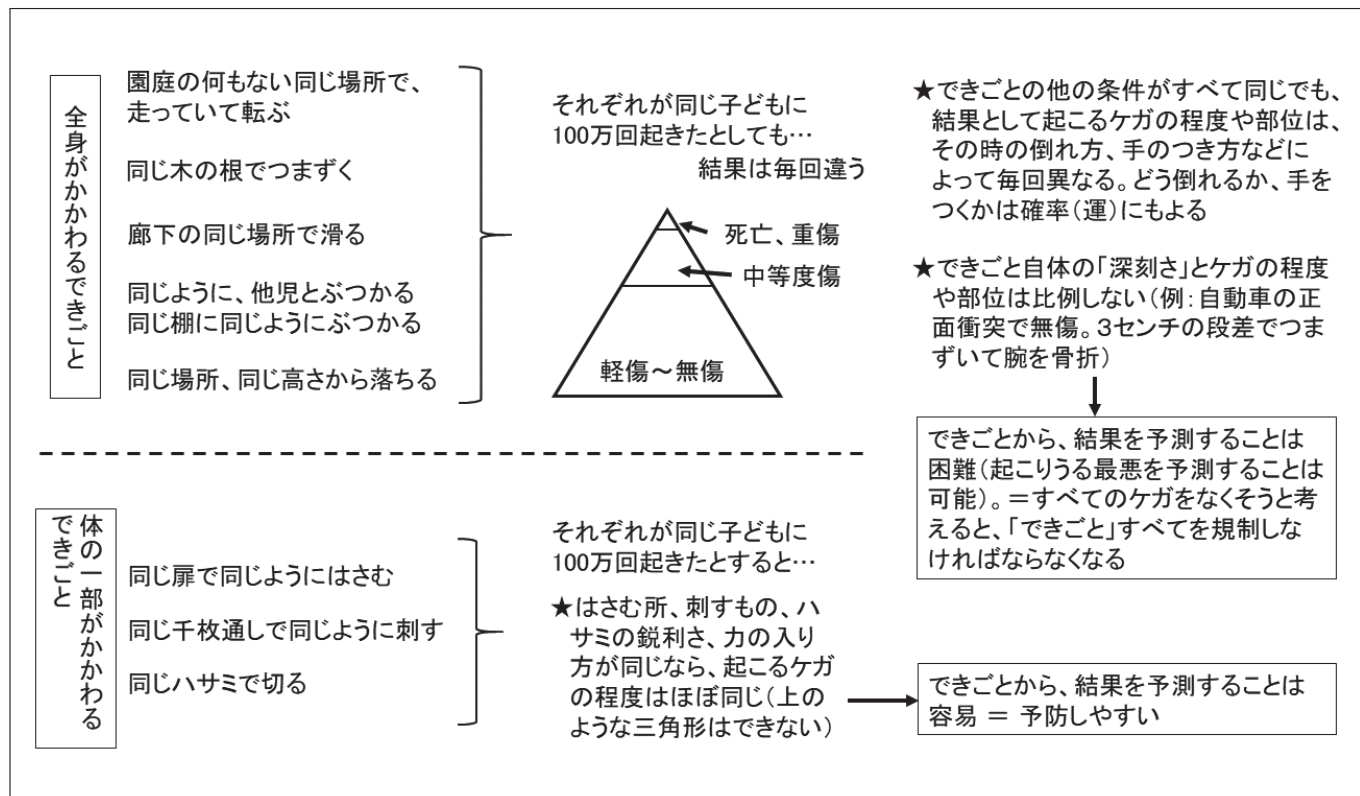 全身がかかわるできごと
園庭の何もない同じ場所で、
走っていて転ぶ
同じ木の根でつまずく
廊下の同じ場所で滑る
同じように、他児とぶつかる
同じ棚に同じようにぶつかる
同じ場所、同じ高さから落ちる
それぞれが同じ子どもに
100万回起きたとしても…
結果は毎回違う
死亡、重傷
中等度傷
軽傷～無傷
★できごとの他の条件がすべて同じでも、
結果として起こるケガの程度や部位は、
その時の倒れ方、手のつき方などに
よって毎回異なる。どう倒れるか、手を
つくかは確率（運）にもよる
★できごと自体の「深刻さ」とケガの程度
や部位は比例しない（例：自動車の正
面衝突で無傷。３センチの段差でつま
ずいて腕を骨折）
できごとから、結果を予測することは
困難（起こりうる最悪を予測することは
可能）。＝すべてのケガをなくそうと考
えると、「できごと」すべてを規制しな
ければならなくなる
体の一部がかかわる
できごと
同じ扉で同じようにはさむ
同じ千枚通しで同じように刺す
同じハサミで切る
それぞれが同じ子どもに
100万回起きたとすると…
★はさむ所、刺すもの、ハ
サミの鋭利さ、力の入り
方が同じなら、起こるケガ
の程度はほぼ同じ（上の
ような三角形はできない）
できごとから、結果を予測することは
容易 ＝ 予防しやすい